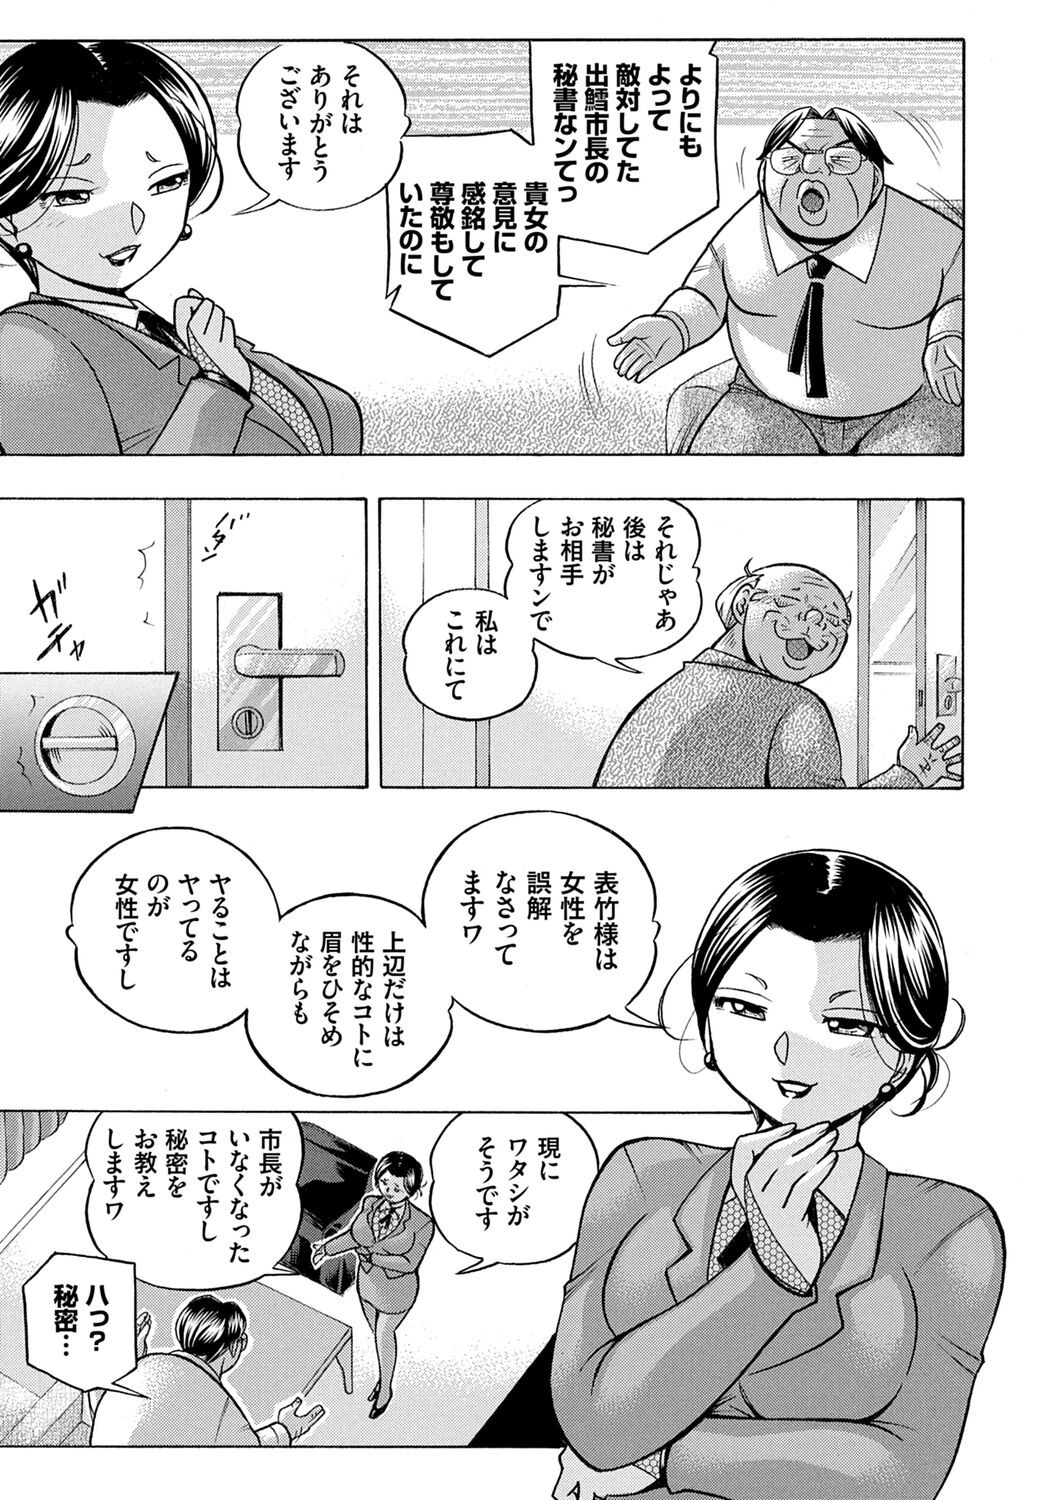 よりにも
よって
敵対してた
出鱈市長の
秘書なンてっ
貴女の
意見に
感銘して
尊敬もして
いたのに
それは
ありがとう
ございます
それじゃあ
後は
秘書が
お相手
しますンで
私は
これにて
ガチャ
表竹様は
女性を
誤解
なさって
ますワ
上辺だけは
性的なコトに
眉をひそめ
ながらも
ヤることは
ヤってる
のが
女性ですし
現に
ワタシが
そうです
市長が
いなくなった
コトですし
秘密を
お教え
しますワ
ハっ?
秘密…